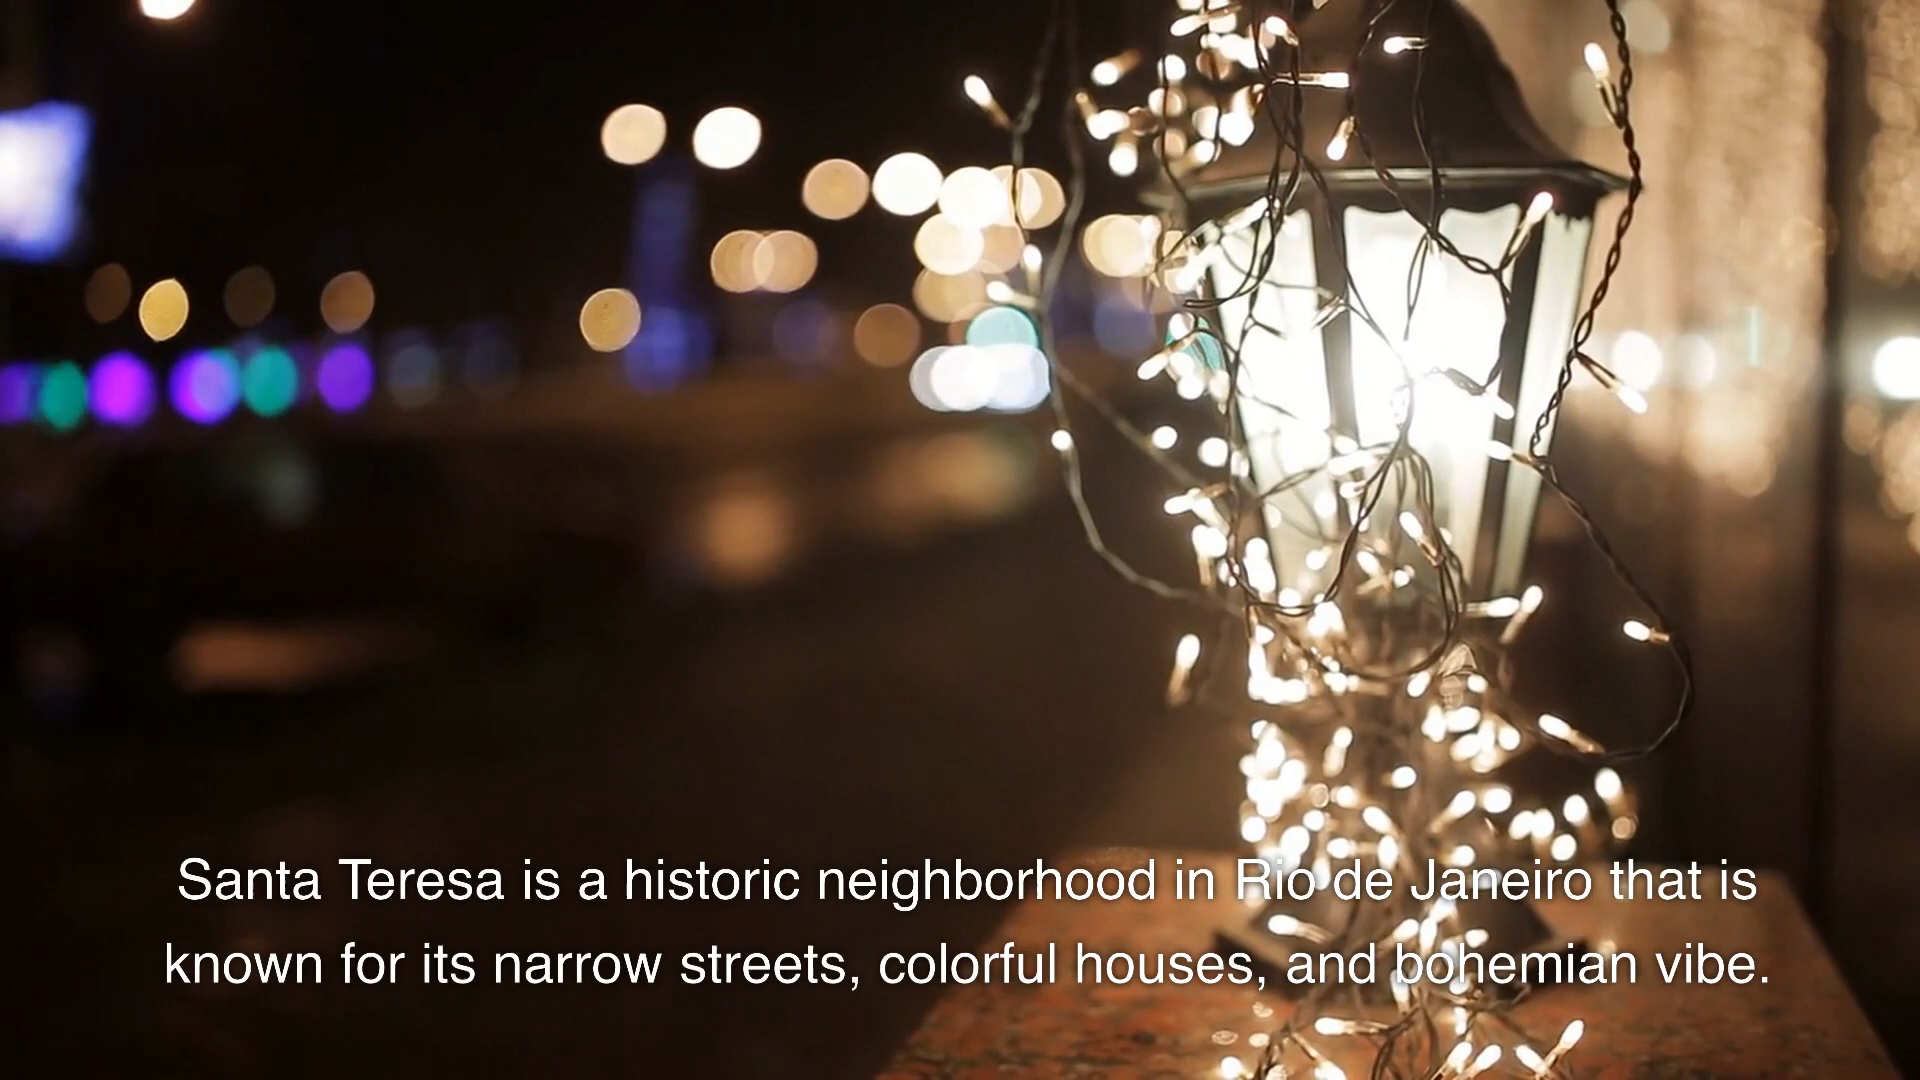 Santa Teresa is a historic neighborhood in Rio de Janeiro that is
known for its narrow streets, colorful houses, and bohemian vibe.